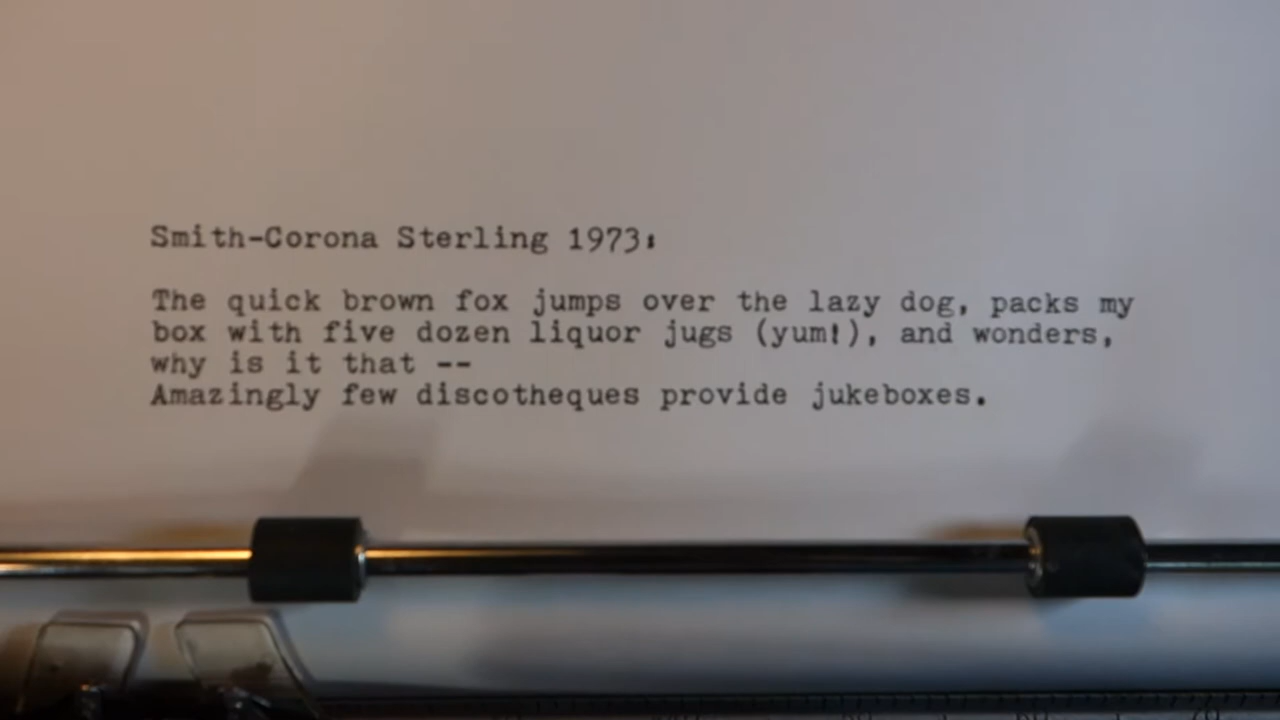 Smith-Corona Sterling 1973:
The quick brown fox jumps over the lazy dog, packs my
box with five dozen liquor jugs (yum!), and wonders,
why is it that --
Amazingly few discotheques provide jukeboxes.